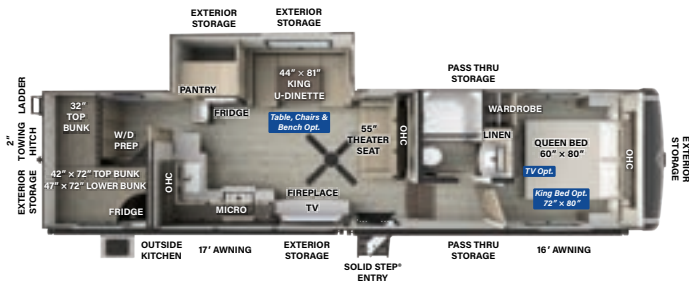 EXTERIOR
STORAGE
EXTERIOR
STORAGE
PASS THRU
STORAGE
LADDER
2"
TOWING
HITCH
EXTERIOR
STORAGE
32"
TOP
BUNK
W/D
PREP
42" × 72" TOP BUNK
47" × 72" LOWER BUNK
FRIDGE
PANTRY
FRIDGE
44" × 81"
KING
U-DINETTE
Table, Chairs &
Bench Opt.
55"
THEATER
SEAT
OHC
OHC
MICRO
FIREPLACE
TV
WARDROBE
LINEN
QUEEN BED
60" × 80"
TV Opt.
King Bed Opt.
72" × 80"
OHC
EXTERIOR
STORAGE
OUTSIDE
KITCHEN
17' AWNING
EXTERIOR
STORAGE
SOLID STEP®
ENTRY
PASS THRU
STORAGE
16' AWNING